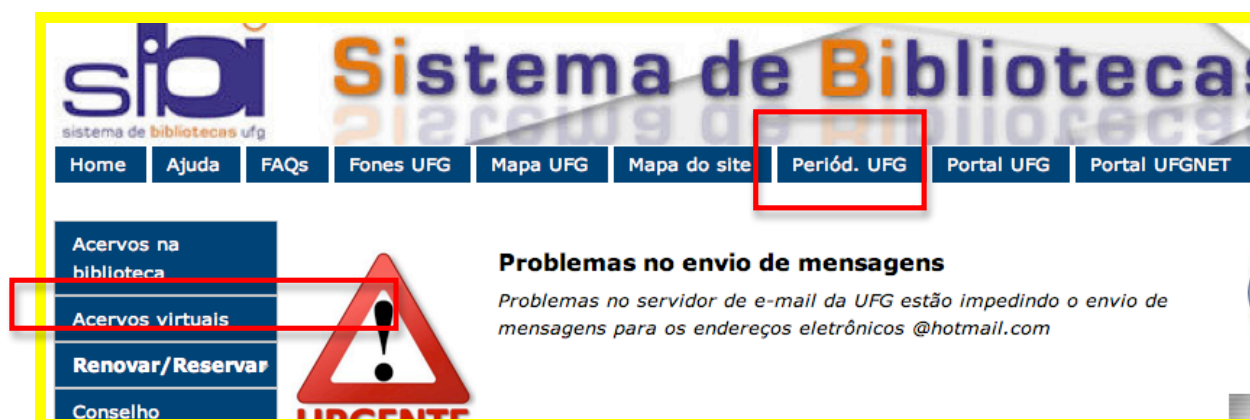 sibi
Sistema de Bibliotecas
sistema de bibliotecas ufg
Home Ajuda FAQs Fones UFG Mapa UFG Mapa do site Periód. UFG Portal UFG Portal UFGNET
Acervos na
biblioteca
Acervos virtuais
Renovar/Reservar
Conselho
Problemas no envio de mensagens
Problemas no servidor de e-mail da UFG estão impedindo o envio de
mensagens para os endereços eletrônicos @hotmail.com
URGENTE